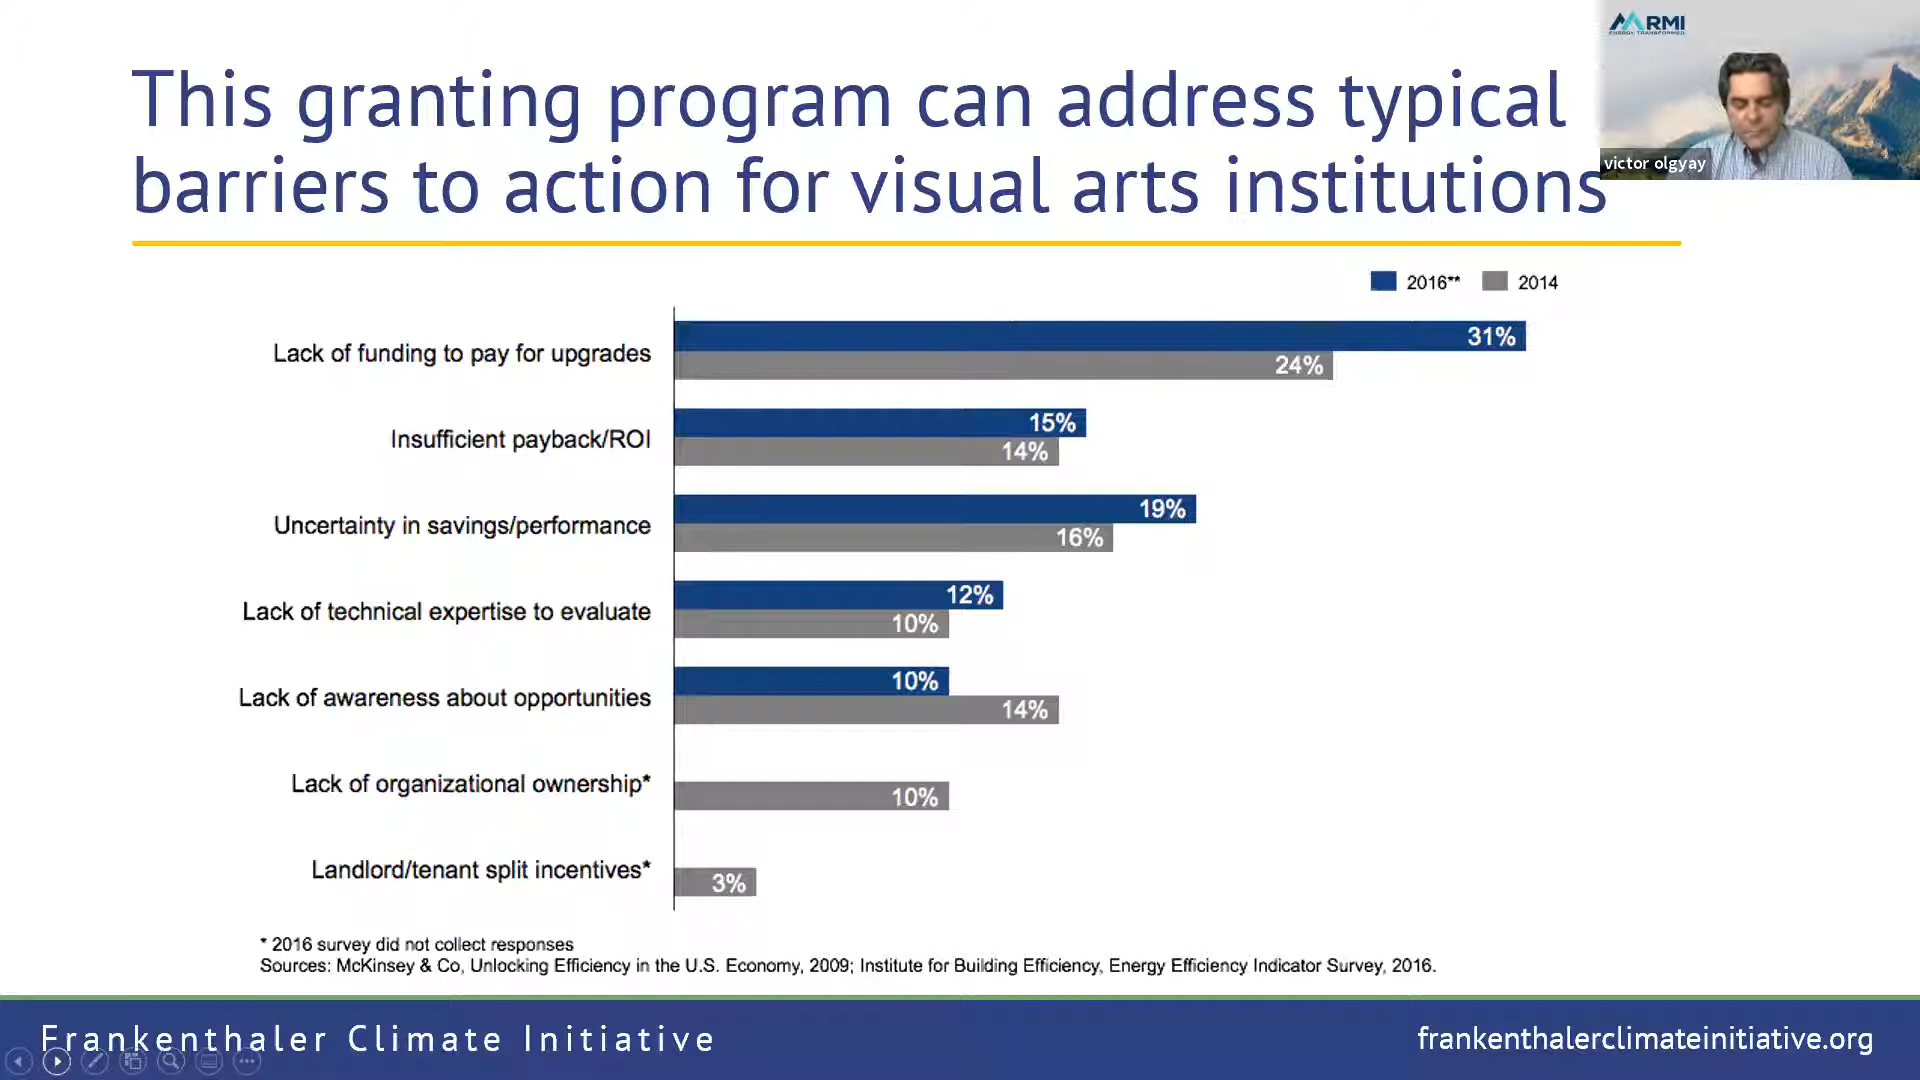 This granting program can address typical
barriers to action for visual arts institutions
RMI
ENERGY TRANSFORMED
victor olgyay
2016** 2014
Lack of funding to pay for upgrades 31%
24%
Insufficient payback/ROI 15%
14%
Uncertainty in savings/performance 19%
16%
Lack of technical expertise to evaluate 12%
10%
Lack of awareness about opportunities 10%
14%
Lack of organizational ownership* 10%
Landlord/tenant split incentives* 3%
* 2016 survey did not collect responses
Sources: McKinsey & Co, Unlocking Efficiency in the U.S. Economy, 2009; Institute for Building Efficiency, Energy Efficiency Indicator Survey, 2016.
Frankenthaler Climate Initiative frankenthalerclimateinitiative.org